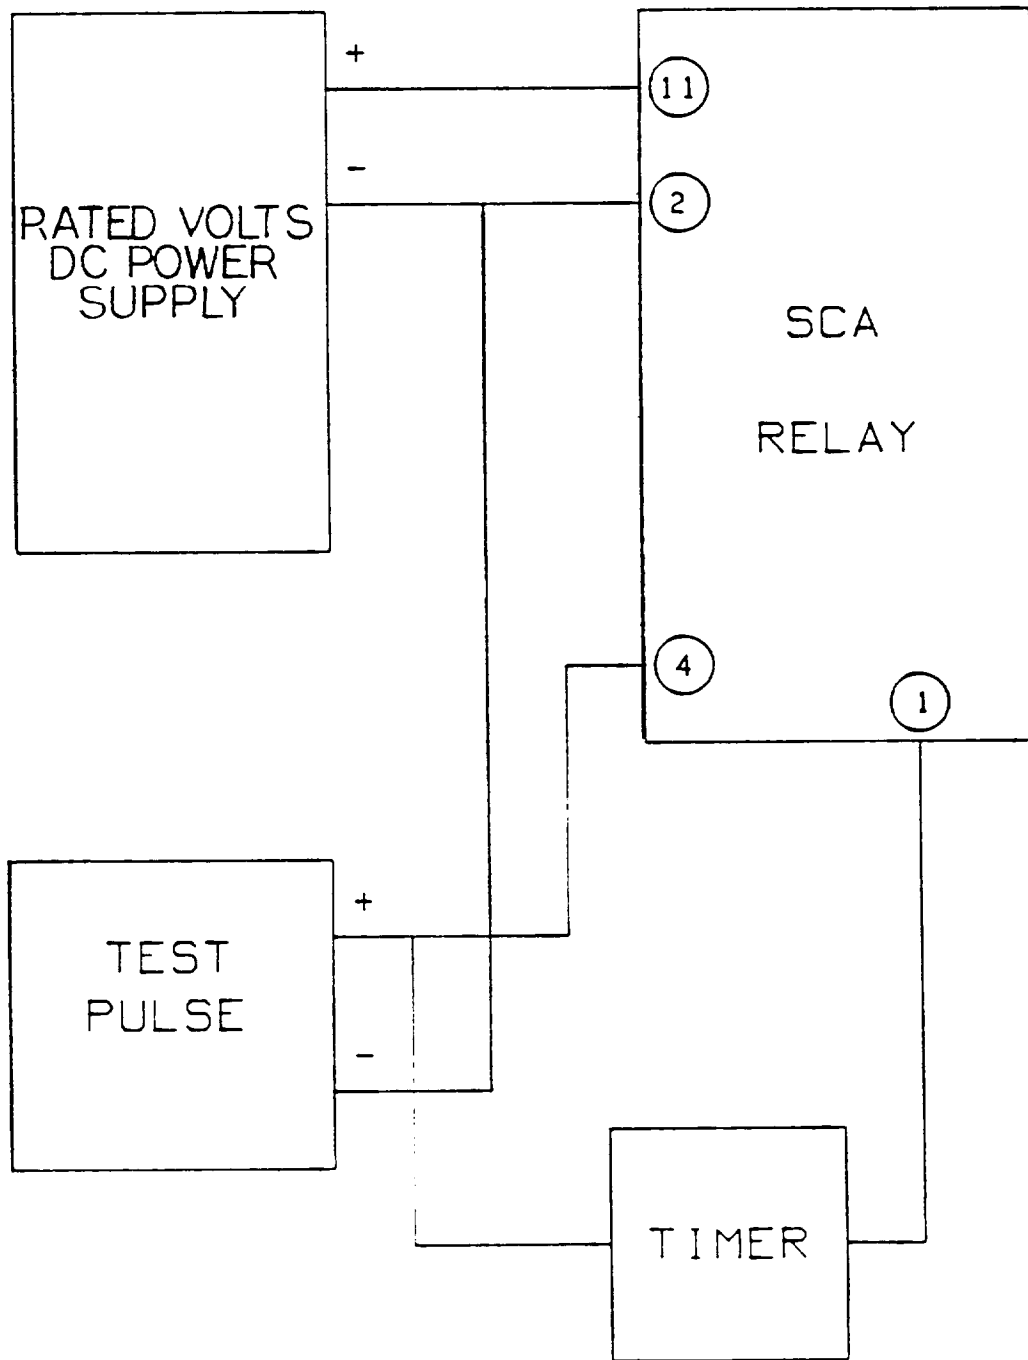 +
11
-
2
RATED VOLTS
DC POWER
SUPPLY
SCA
RELAY
4
1
+
TEST
PULSE
-
TIMER